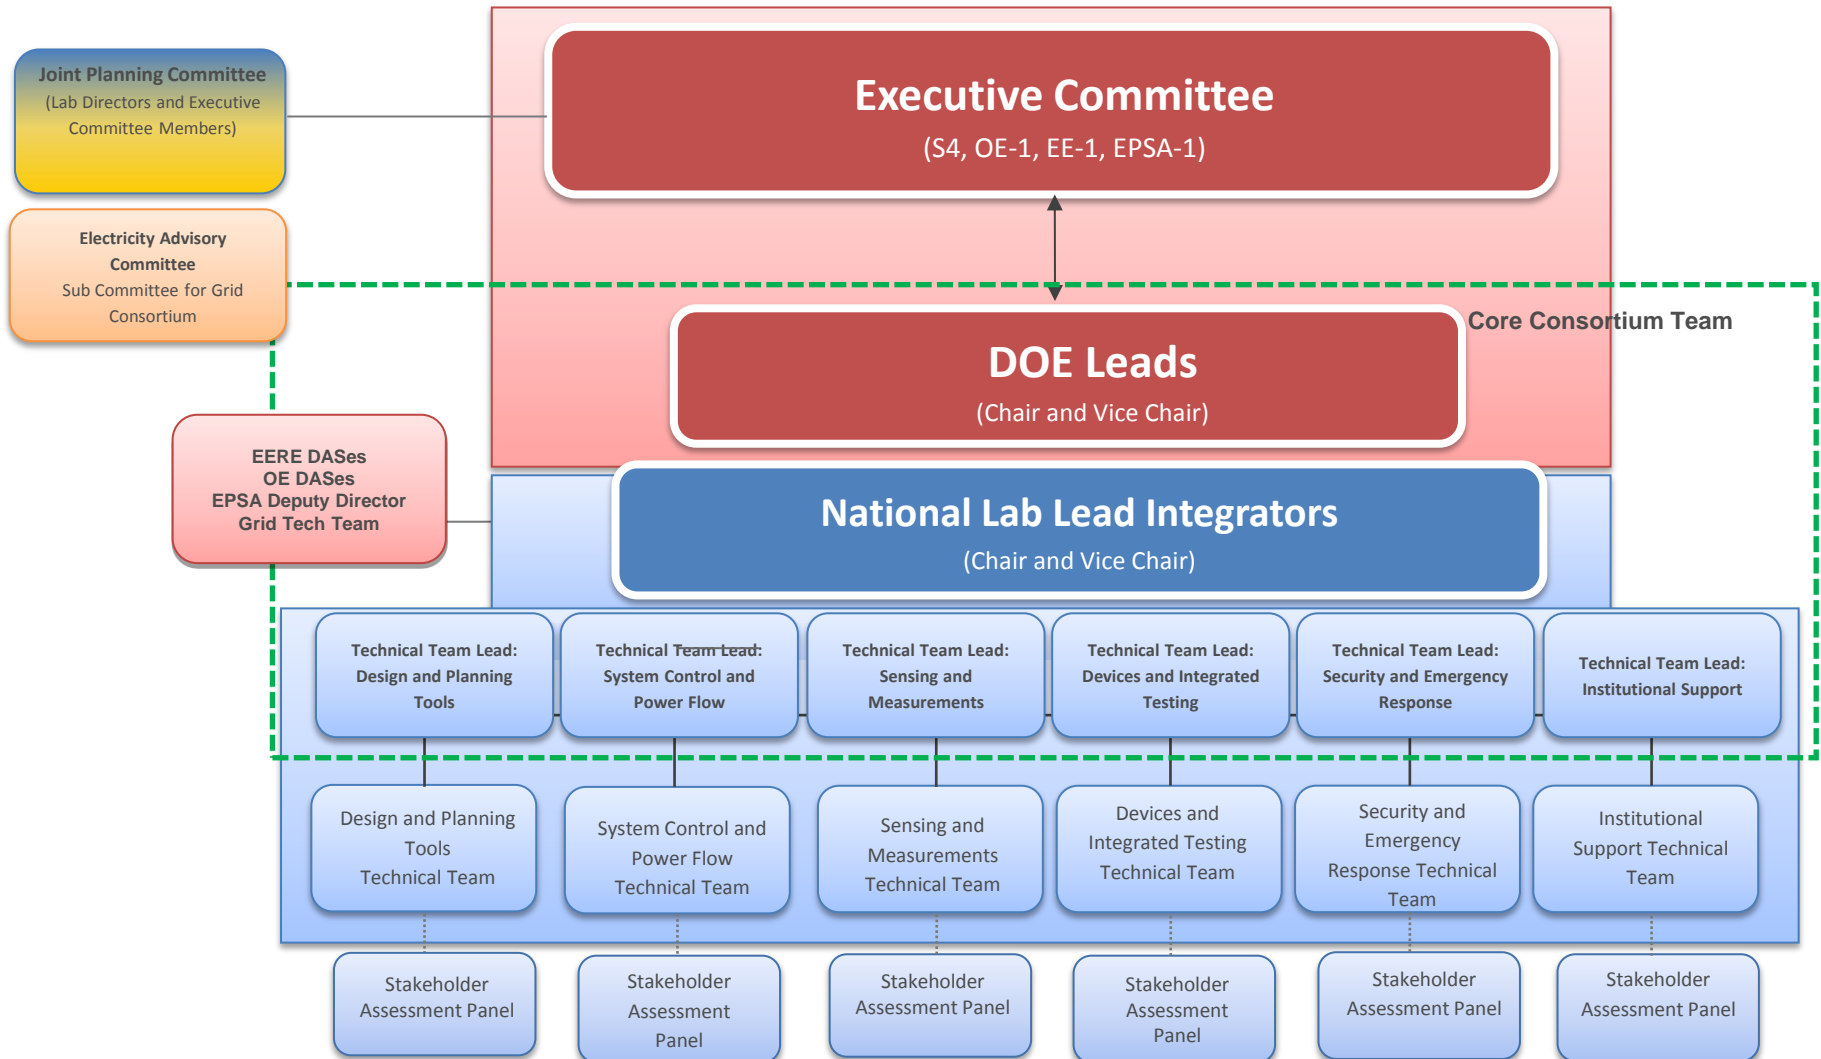 Executive Committee
(S4, OE-1, EE-1, EPSA-1)
Joint Planning Committee
(Lab Directors and Executive
Committee Members)
Electricity Advisory
Committee
Sub Committee for Grid
Consortium
Core Consortium Team
DOE Leads
(Chair and Vice Chair)
EERE DASes
OE DASes
EPSA Deputy Director
Grid Tech Team
National Lab Lead Integrators
(Chair and Vice Chair)
Technical Team Lead:
Design and Planning
Tools
Technical Team Lead:
System Control and
Power Flow
Technical Team Lead:
Sensing and
Measurements
Technical Team Lead:
Devices and Integrated
Testing
Technical Team Lead:
Security and Emergency
Response
Technical Team Lead:
Institutional Support
Design and Planning
Tools
Technical Team
System Control and
Power Flow
Technical Team
Sensing and
Measurements
Technical Team
Devices and
Integrated Testing
Technical Team
Security and
Emergency
Response Technical
Team
Institutional
Support Technical
Team
Stakeholder
Assessment Panel
Stakeholder
Assessment
Panel
Stakeholder
Assessment Panel
Stakeholder
Assessment
Panel
Stakeholder
Assessment Panel
Stakeholder
Assessment Panel